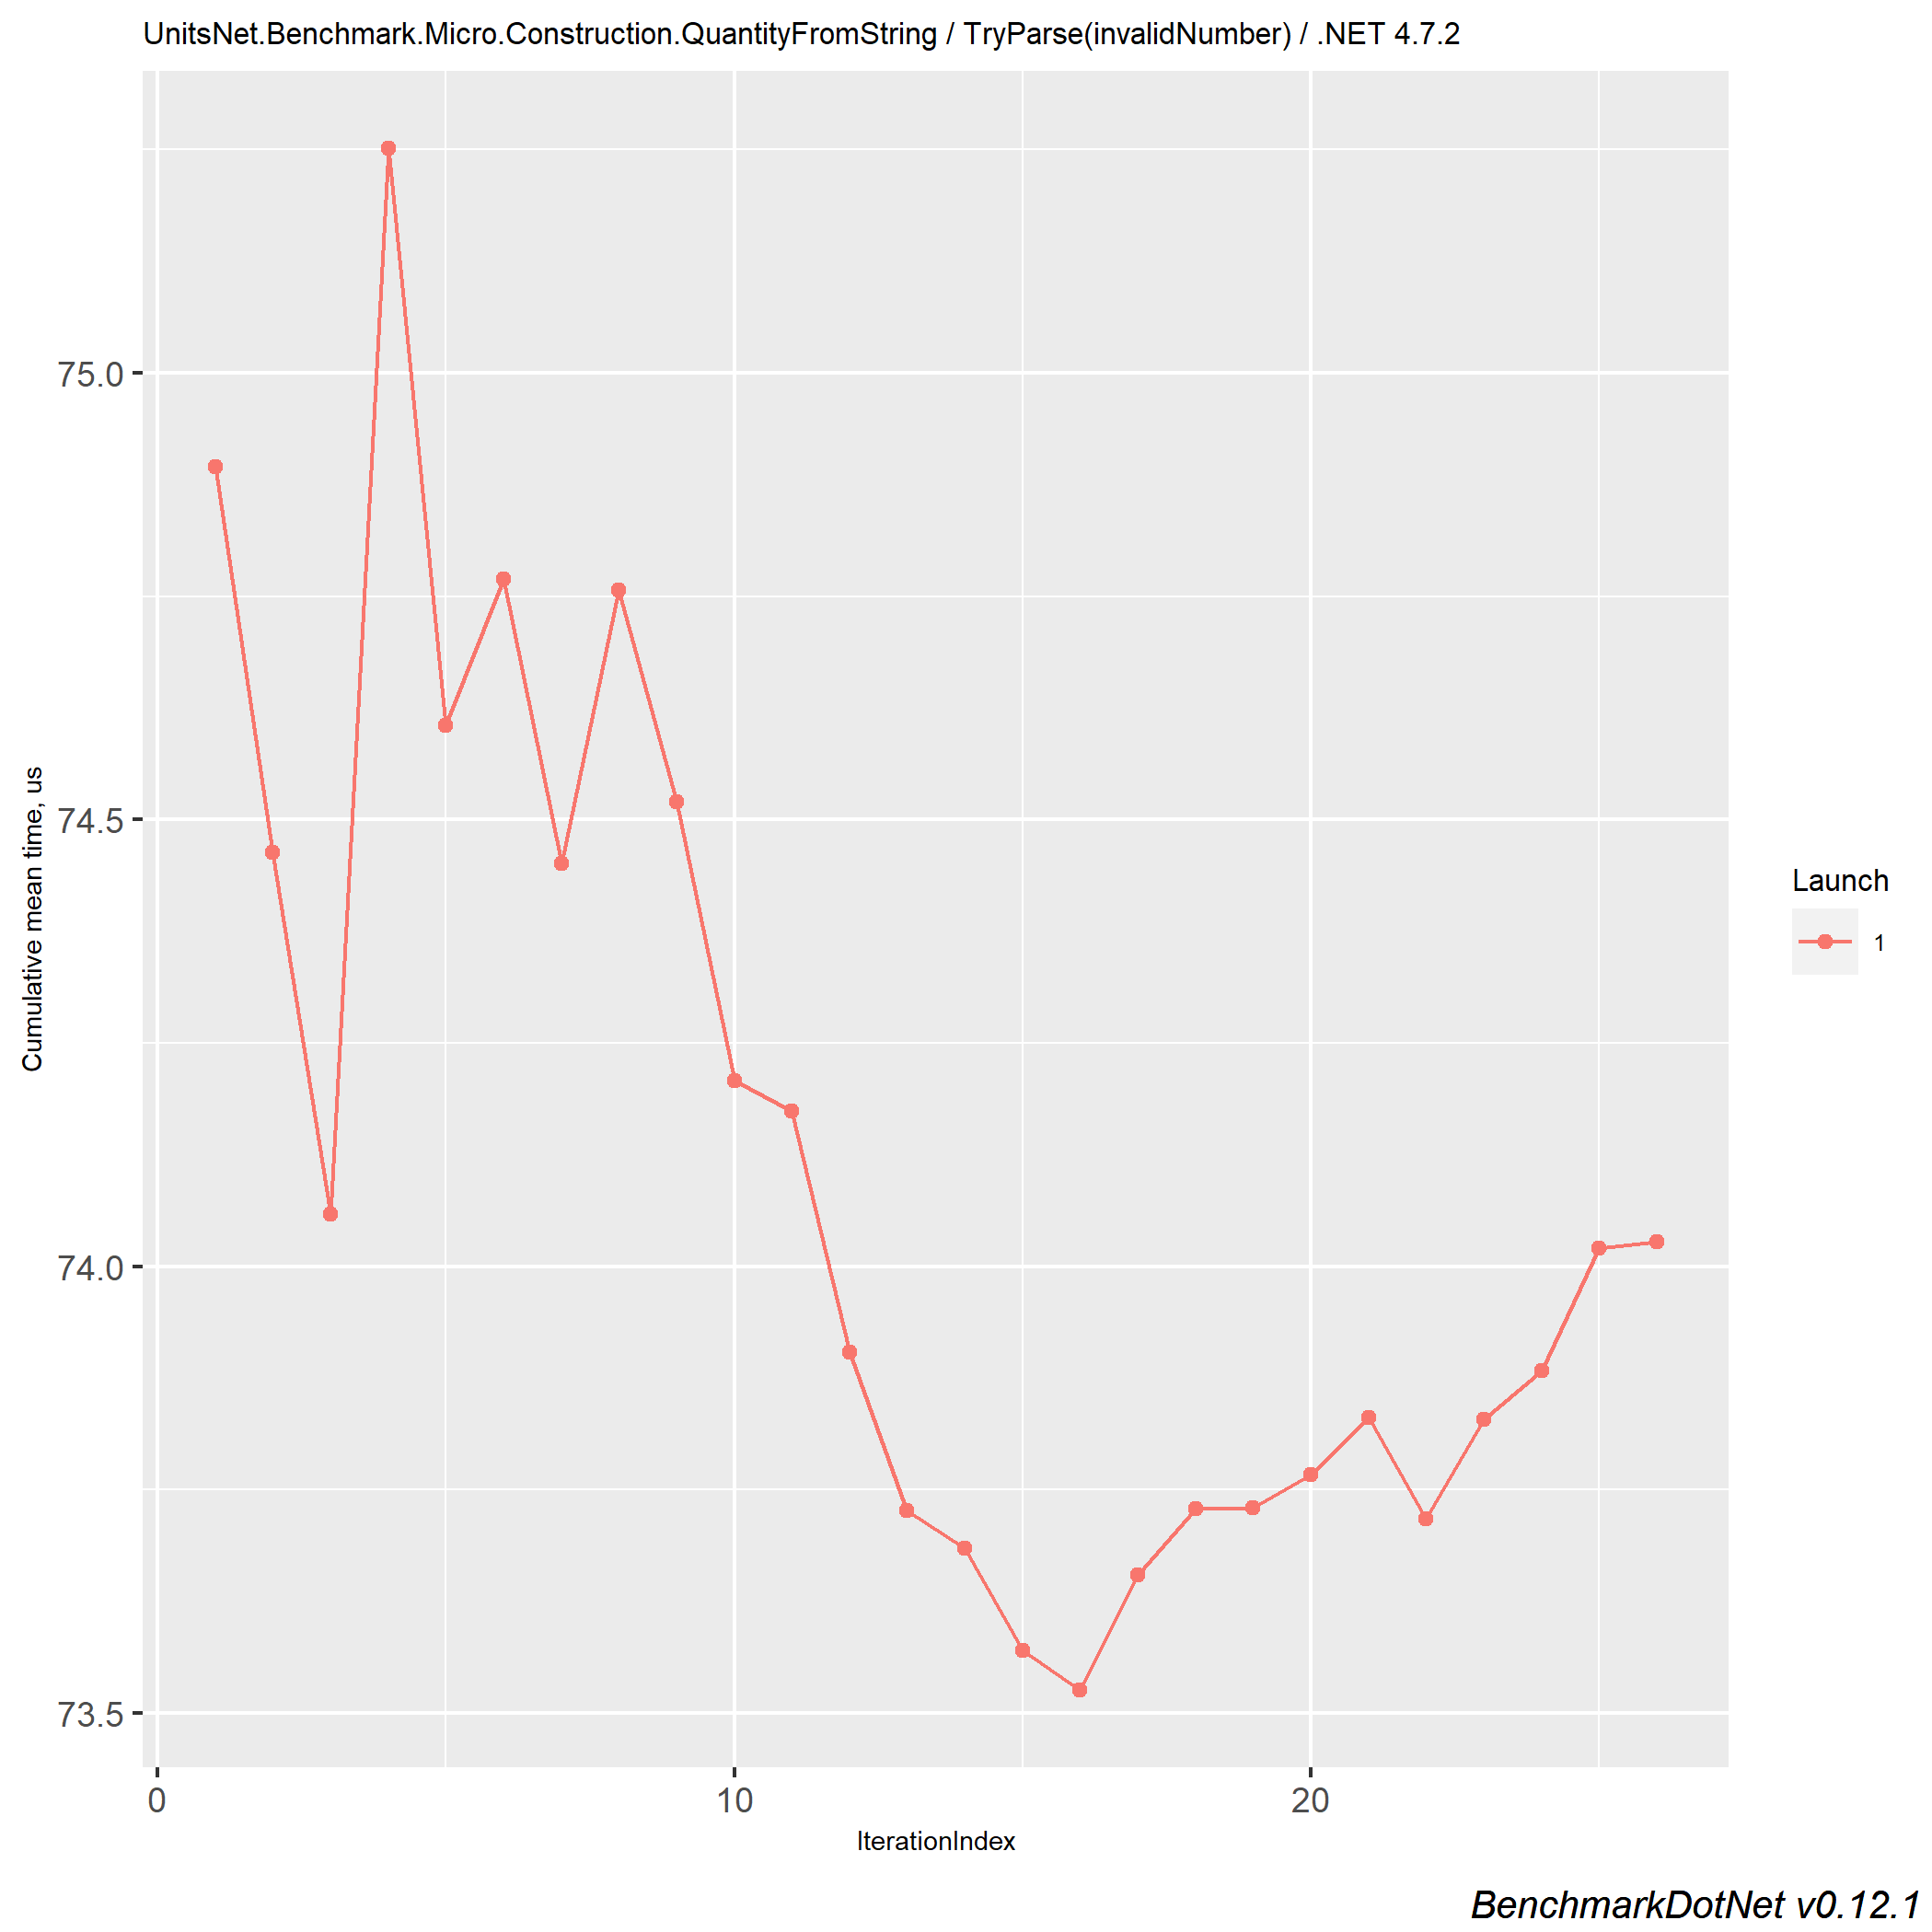 UnitsNet.Benchmark.Micro.Construction.QuantityFromString / TryParse(invalidNumber) / .NET 4.7.2
75.0
74.5
74.0
73.5
Cumulative mean time, us
0
10
20
IterationIndex
Launch
1
BenchmarkDotNet v0.12.1